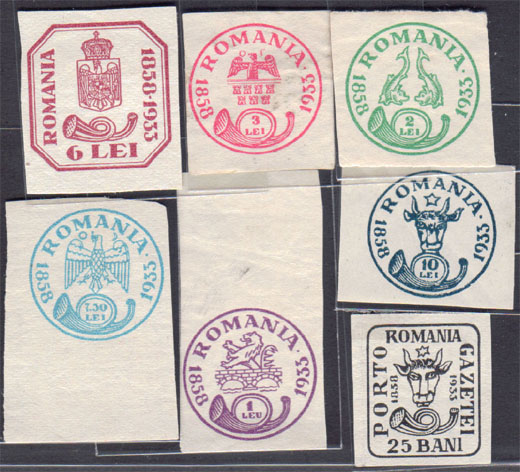 ROMANIA
1858·1933
6 LEI
ROMANIA·
1858
1933
3
LEI
ROMANIA·
1858
1933
2
LEI
ROMANIA·
1858
1933
7.50
LEI
ROMANIA·
1858
1933
1
LEU
ROMANIA·
1858
1933
10
LEI
ROMANIA
PORTO
GAZETEI
1858
1933
25 BANI